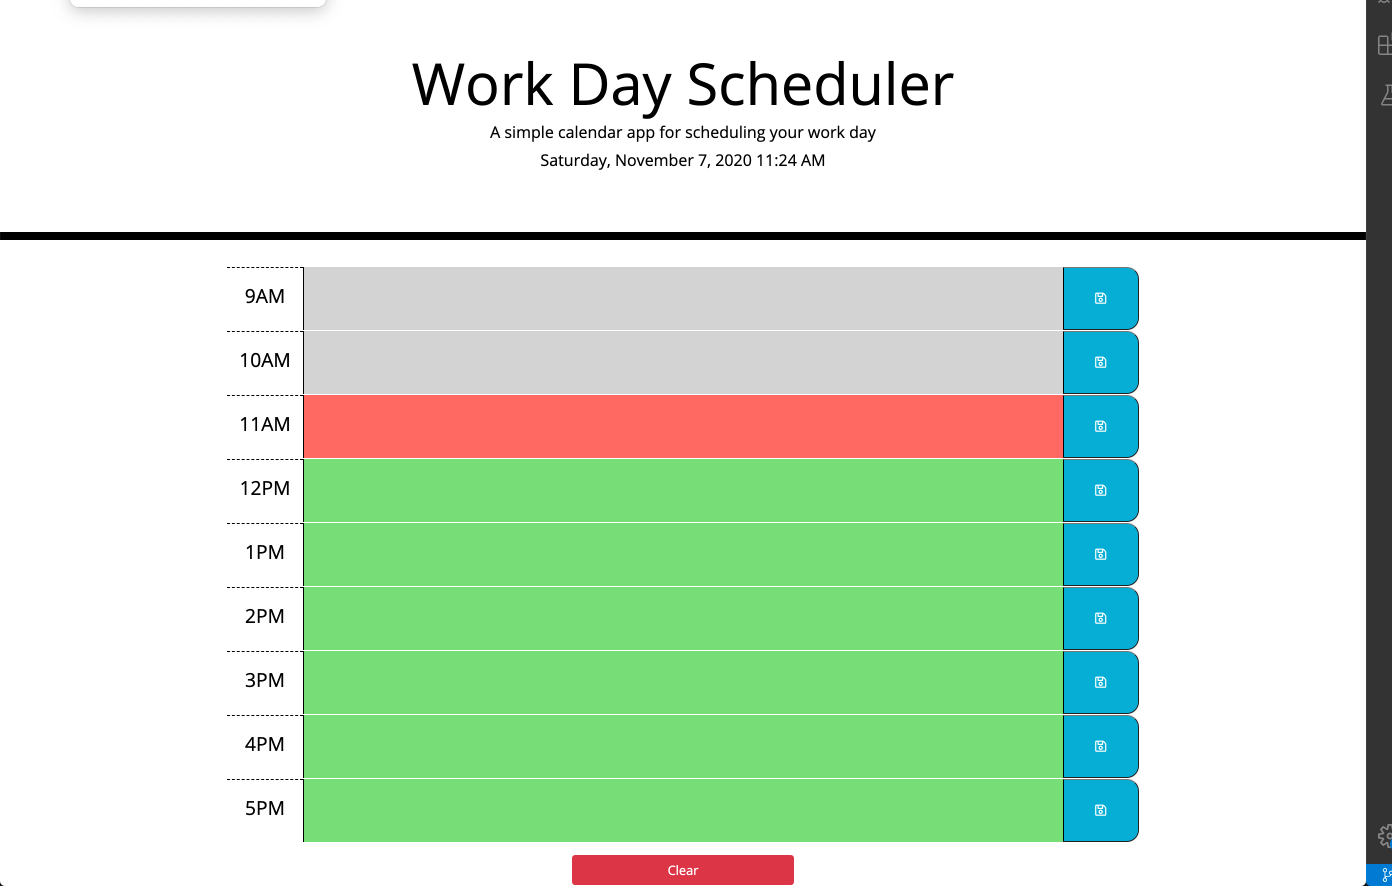 Work Day Scheduler
A simple calendar app for scheduling your work day
Saturday, November 7, 2020 11:24 AM
9AM
10AM
11AM
12PM
1PM
2PM
3PM
4PM
5PM
Clear